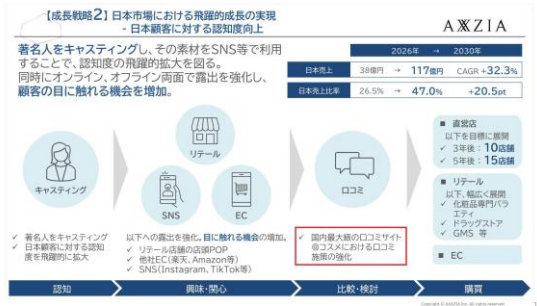 【成長戦略２】日本市場における飛躍的成長の実現
- 日本顧客に対する認知度向上
AXXZIA
著名人をキャスティングし、その素材をSNS等で利用
することで、認知度の飛躍的拡大を図る。
同時にオンライン、オフライン両面で露出を強化し、
顧客の目に触れる機会を増加。
2026年 → 2030年
日本売上 38億円 → 117億円 CAGR +32.3%
日本売上比率 26.5% → 47.0% +20.5pt
キャスティング
リテール
SNS
EC
口コミ
✓ 著名人をキャスティング
✓ 日本顧客に対する認知
度を飛躍的に拡大
以下への露出を強化。目に触れる機会の増加。
✓ リテール店舗の店頭POP
✓ 他社EC(楽天、Amazon等)
✓ SNS(Instagram、TikTok等)
✓ 国内最大級の口コミサイト
@コスメにおける口コミ
施策の強化
■ 直営店
以下を目標に展開
✓ 3年後：10店舗
✓ 5年後：15店舗
■ リテール
以下、幅広く展開
✓ 化粧品専門バラ
エティ
✓ ドラッグストア
✓ GMS 等
■ EC
認知
興味・関心
比較・検討
購買
Copyright © AXXZIA Inc. All rights reserved.